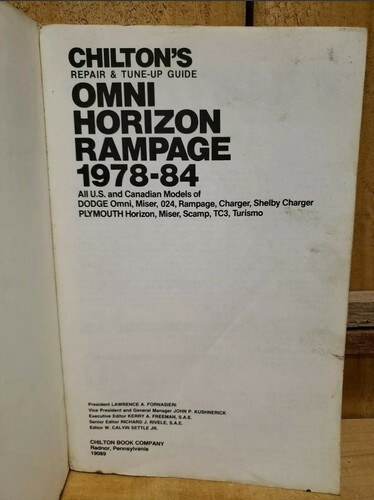 CHILTON'S
REPAIR & TUNE-UP GUIDE
OMNI
HORIZON
RAMPAGE
1978-84
All U.S. and Canadian Models of
DODGE Omni, Miser, 024, Rampage, Charger, Shelby Charger
PLYMOUTH Horizon, Miser, Scamp, TC3, Turismo
President LAWRENCE A. FORNASIERI
Vice President and General Manager JOHN P. KUSHNERICK
Executive Editor KERRY A. FREEMAN, S.A.E.
Senior Editor RICHARD J. RIVELE, S.A.E.
Editor W. CALVIN SETTLE JR.
CHILTON BOOK COMPANY
Radnor, Pennsylvania
19089